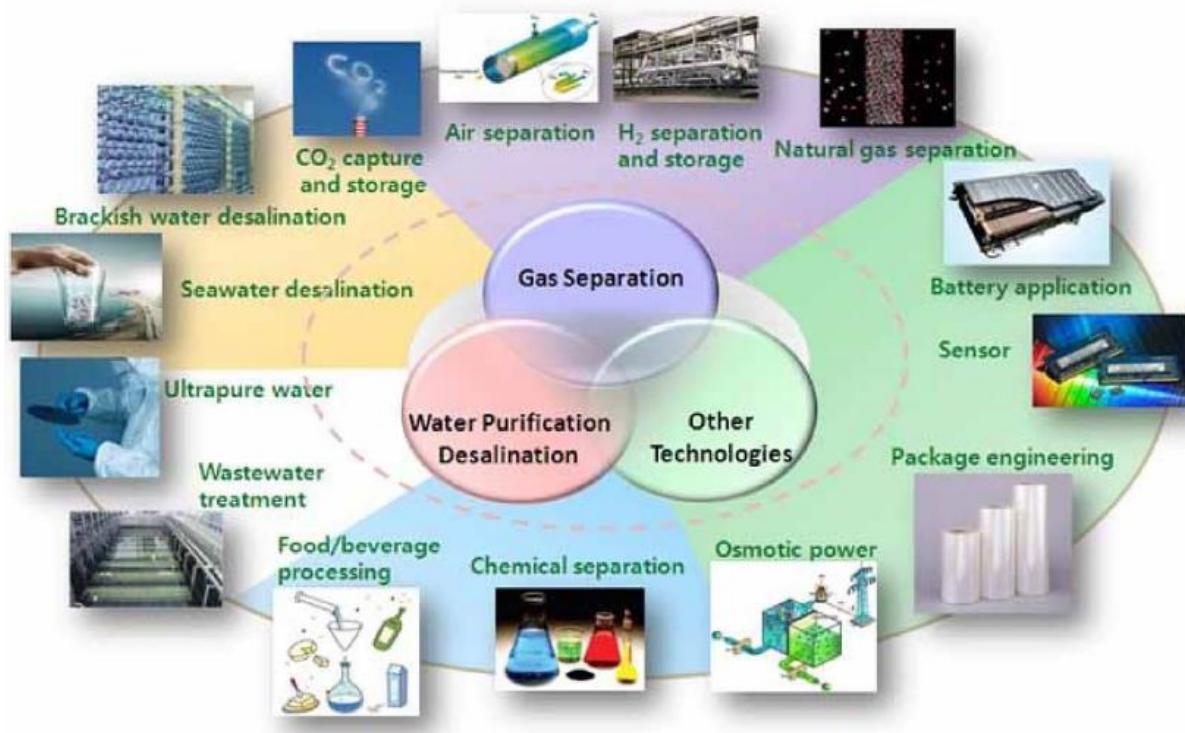 CO₂
Air separation
H₂ separation
and storage
Natural gas separation
CO₂ capture
and storage
Brackish water desalination
Seawater desalination
Ultrapure water
Wastewater
treatment
Food/beverage
processing
Chemical separation
Osmotic power
Package engineering
Sensor
Battery application
Gas Separation
Water Purification
Desalination
Other
Technologies